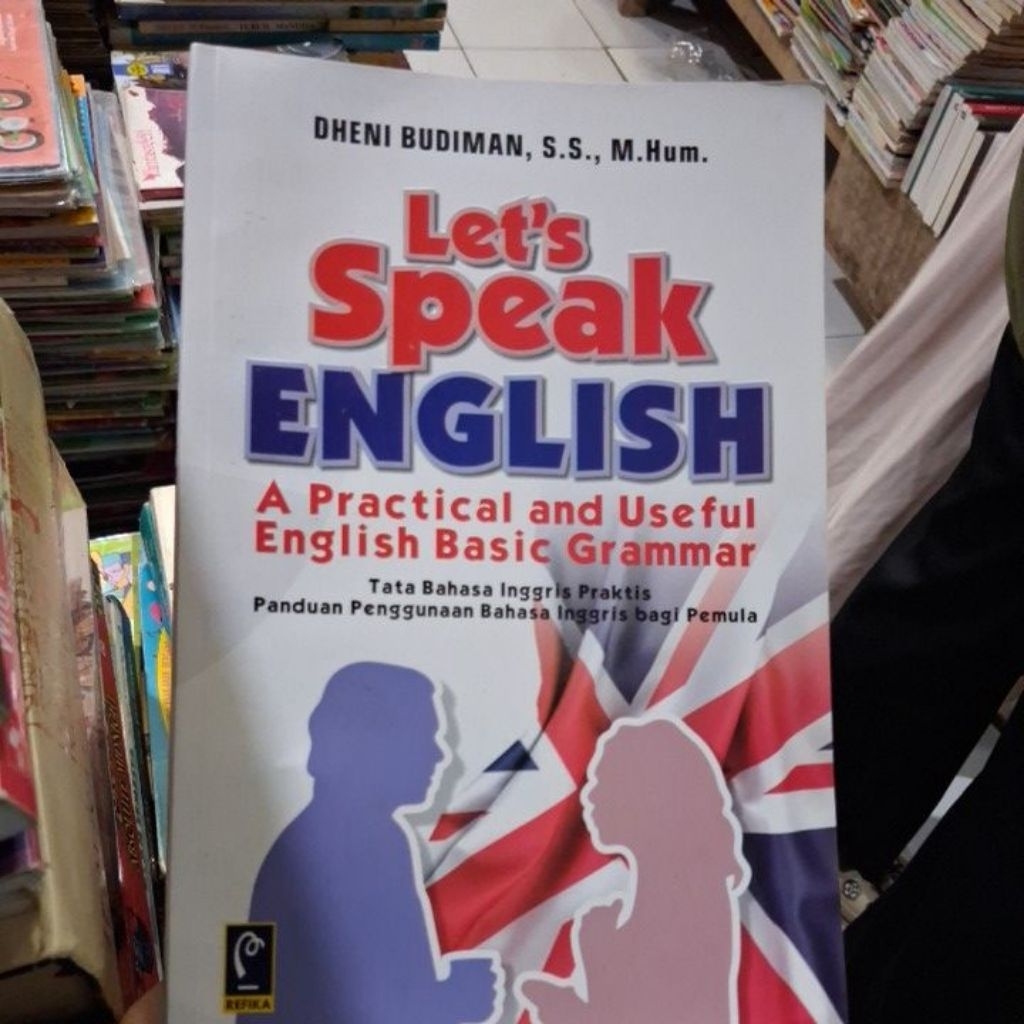 DHENI BUDIMAN, S.S., M.Hum.
Let's
Speak
ENGLISH
A Practical and Useful
English Basic Grammar
Tata Bahasa Inggris Praktis
Panduan Penggunaan Bahasa Inggris bagi Pemula
REFIKA